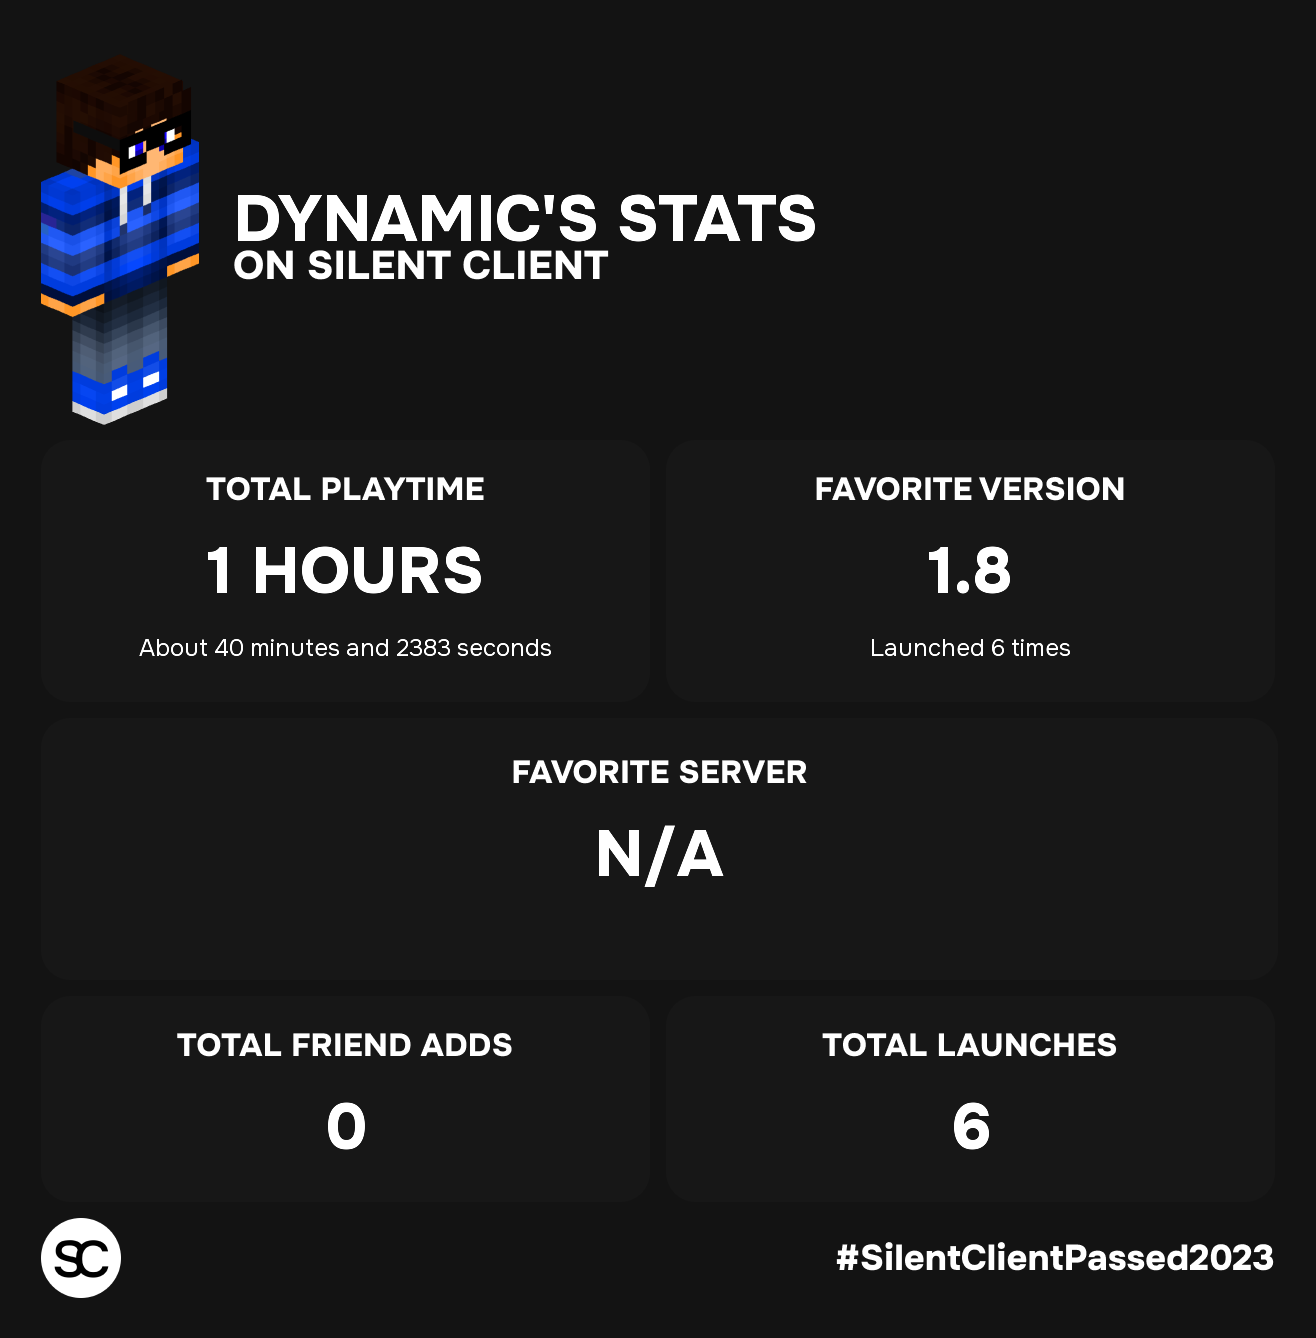 DYNAMIC'S STATS
ON SILENT CLIENT
TOTAL PLAYTIME
1 HOURS
About 40 minutes and 2383 seconds
FAVORITE VERSION
1.8
Launched 6 times
FAVORITE SERVER
N/A
TOTAL FRIEND ADDS
0
TOTAL LAUNCHES
6
SC
#SilentClientPassed2023